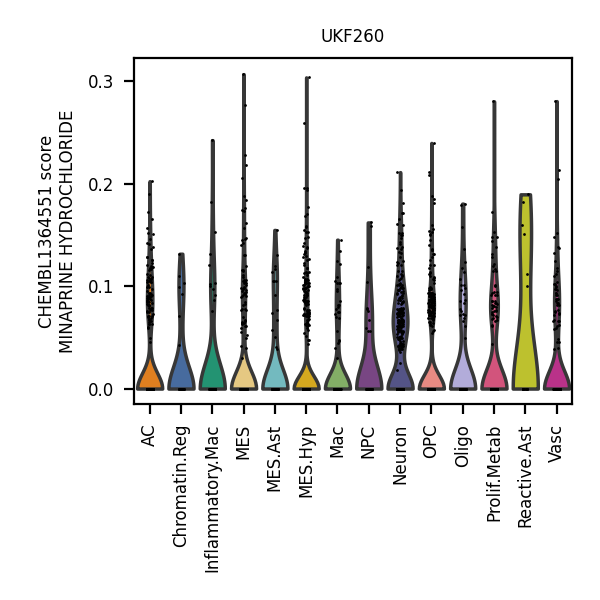 UKF260
CHEMBL1364551 score
MINAPRINE HYDROCHLORIDE
0.3
0.2
0.1
0.0
AC
Chromatin.Reg
Inflammatory.Mac
MES
MES.Ast
MES.Hyp
Mac
NPC
Neuron
OPC
Oligo
Prolif.Metab
Reactive.Ast
Vasc